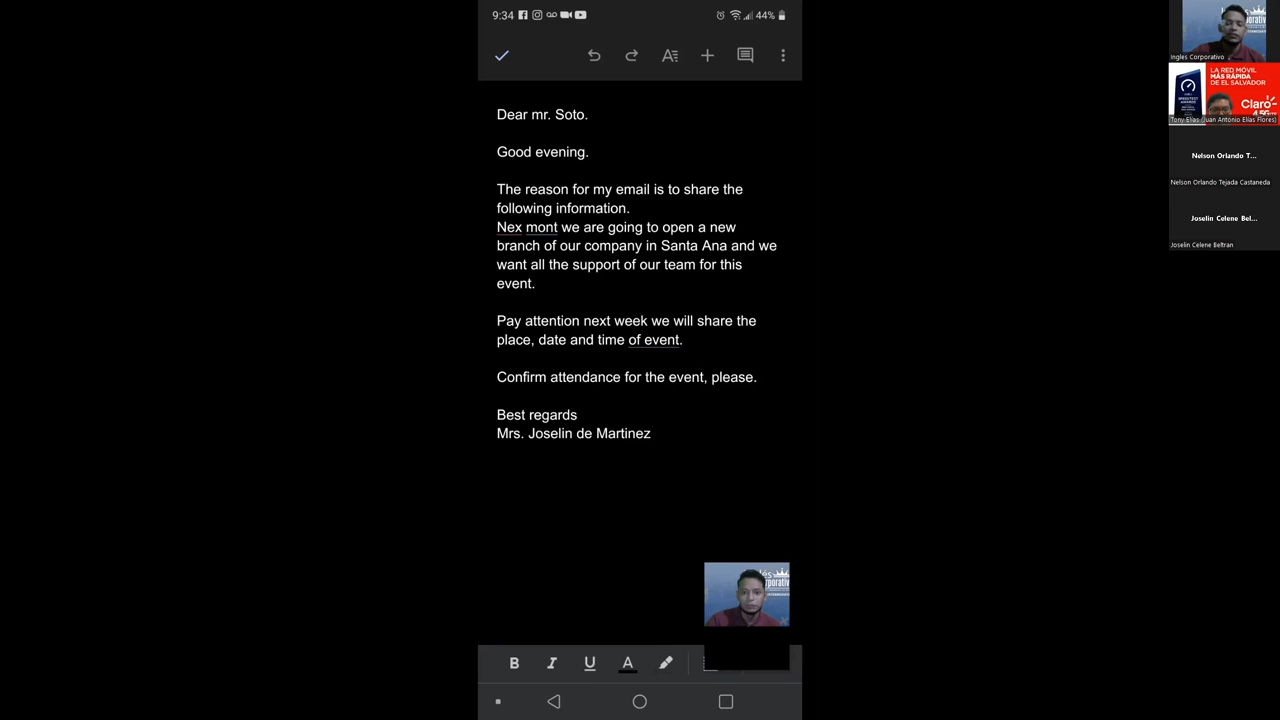 9:34
44%
Dear mr. Soto.
Good evening.
The reason for my email is to share the
following information.
Nex mont we are going to open a new
branch of our company in Santa Ana and we
want all the support of our team for this
event.
Pay attention next week we will share the
place, date and time of event.
Confirm attendance for the event, please.
Best regards
Mrs. Joselin de Martinez
B I U A
Ingles Corporativo
LA RED MÓVIL
MÁS RÁPIDA
DE EL SALVADOR
Claro
Tony Elias (Juan Antonio Elias Flores)
Nelson Orlando T...
Nelson Orlando Tejada Castaneda
Joselin Celene Bel...
Joselin Celene Beltran